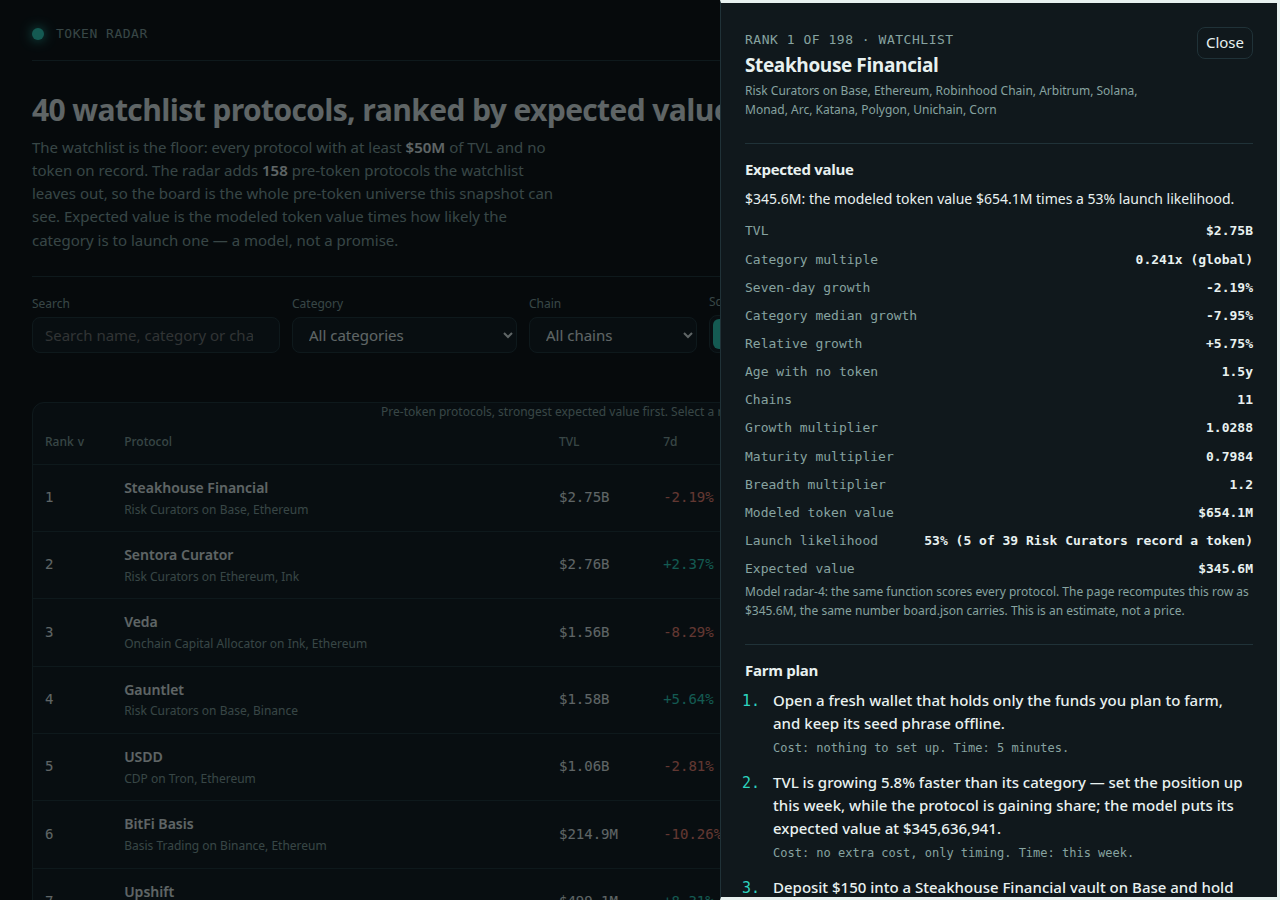 TOKEN RADAR
40 watchlist protocols, ranked by expected value
The watchlist is the floor: every protocol with at least $50M of TVL and no
token on record. The radar adds 158 pre-token protocols the watchlist
leaves out, so the board is the whole pre-token universe this snapshot can
see. Expected value is the modeled token value times how likely the
category is to launch one — a model, not a promise.
Search
Category
Chain
Search name, category or cha
All categories
All chains
Pre-token protocols, strongest expected value first. Select a
Rank v
Protocol
TVL
7d
1
Steakhouse Financial
Risk Curators on Base, Ethereum
$2.75B
-2.19%
2
Sentora Curator
Risk Curators on Ethereum, Ink
$2.76B
+2.37%
3
Veda
Onchain Capital Allocator on Ink, Ethereum
$1.56B
-8.29%
4
Gauntlet
Risk Curators on Base, Binance
$1.58B
+5.64%
5
USDD
CDP on Tron, Ethereum
$1.06B
-2.81%
6
BitFi Basis
Basis Trading on Binance, Ethereum
$214.9M
-10.26%
Upshift
RANK 1 OF 198 · WATCHLIST
Close
Steakhouse Financial
Risk Curators on Base, Ethereum, Robinhood Chain, Arbitrum, Solana,
Monad, Arc, Katana, Polygon, Unichain, Corn
Expected value
$345.6M: the modeled token value $654.1M times a 53% launch likelihood.
TVL $2.75B
Category multiple 0.241x (global)
Seven-day growth -2.19%
Category median growth -7.95%
Relative growth +5.75%
Age with no token 1.5y
Chains 11
Growth multiplier 1.0288
Maturity multiplier 0.7984
Breadth multiplier 1.2
Modeled token value $654.1M
Launch likelihood 53% (5 of 39 Risk Curators record a token)
Expected value $345.6M
Model radar-4: the same function scores every protocol. The page recomputes this row as
$345.6M, the same number board.json carries. This is an estimate, not a price.
Farm plan
1. Open a fresh wallet that holds only the funds you plan to farm,
and keep its seed phrase offline.
Cost: nothing to set up. Time: 5 minutes.
2. TVL is growing 5.8% faster than its category — set the position up
this week, while the protocol is gaining share; the model puts its
expected value at $345,636,941.
Cost: no extra cost, only timing. Time: this week.
3. Deposit $150 into a Steakhouse Financial vault on Base and hold